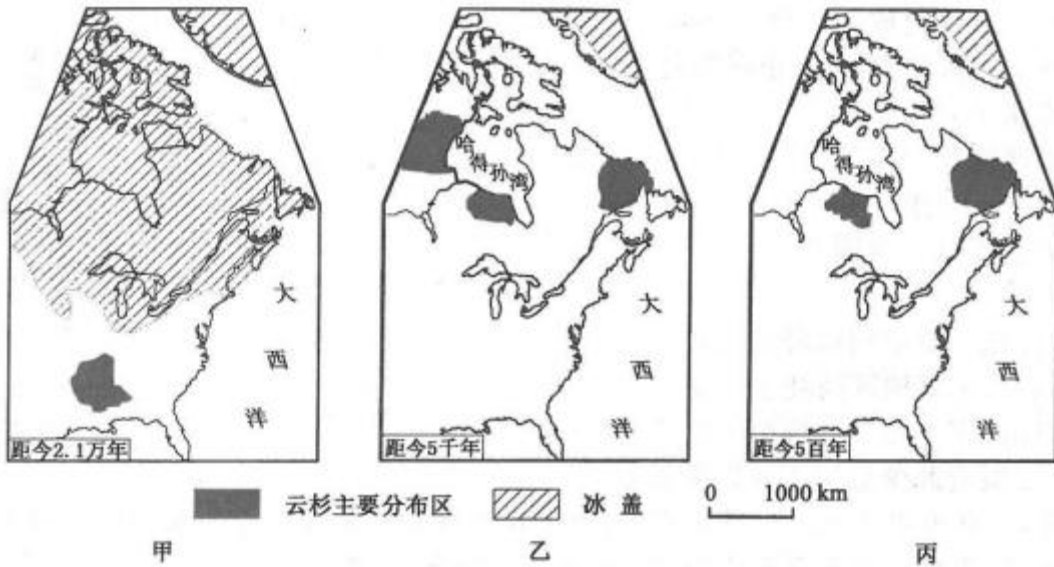 大
西
洋
距今2.1万年
哈得孙湾
大
西
洋
距今5千年
哈得孙湾
大
西
洋
距今5百年
云杉主要分布区
冰 盖
0 1000 km
甲
乙
丙